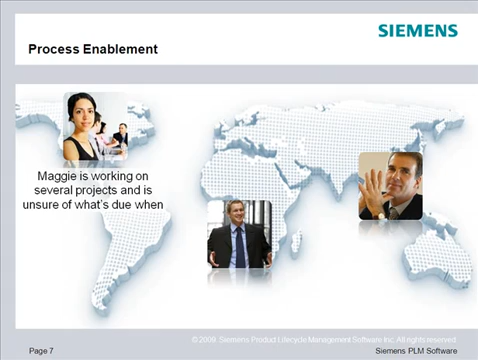 SIEMENS
Process Enablement
Maggie is working on
several projects and is
unsure of what's due when
© 2009 Siemens Product Lifecycle Management Software Inc. All rights reserved.
Page 7
Siemens PLM Software